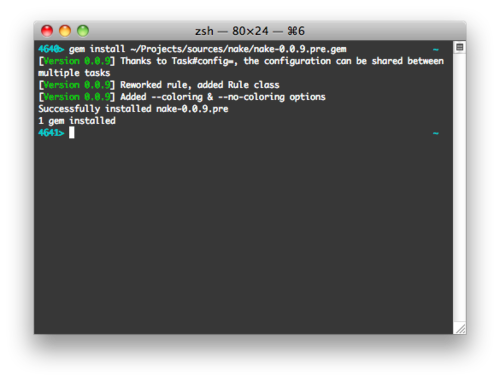 zsh — 80×24 — ⌘6
4640> gem install ~/Projects/sources/nake/nake-0.0.9.pre.gem ~
[Version 0.0.9] Thanks to Task#config=, the configuration can be shared between
multiple tasks
[Version 0.0.9] Reworked rule, added Rule class
[Version 0.0.9] Added --coloring & --no-coloring options
Successfully installed nake-0.0.9.pre
1 gem installed
4641> ~